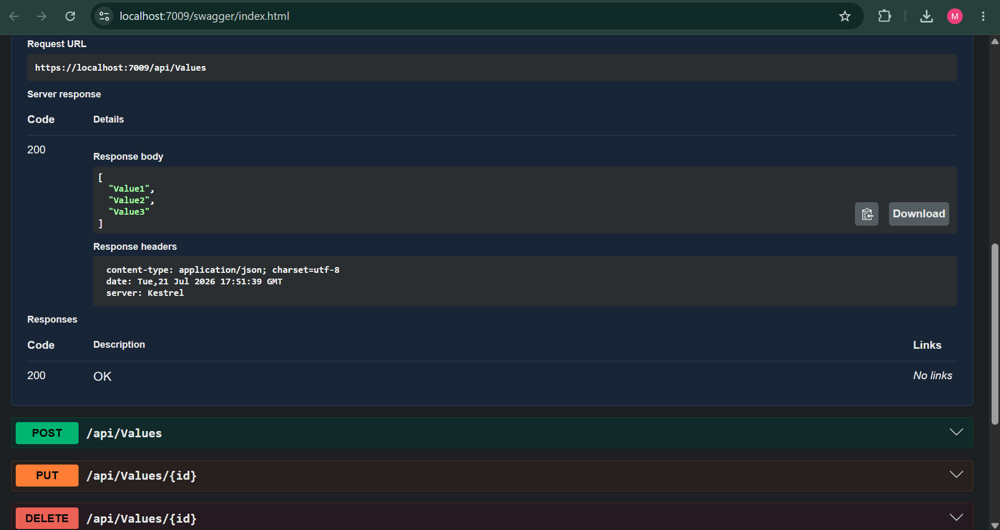 localhost:7009/swagger/index.html
M
Request URL
https://localhost:7009/api/Values
Server response
Code Details
200
Response body
[
"Value1",
"Value2",
"Value3"
]
Download
Response headers
content-type: application/json; charset=utf-8
date: Tue,21 Jul 2026 17:51:39 GMT
server: Kestrel
Responses
Code Description Links
200 OK No links
POST /api/Values
PUT /api/Values/{id}
DELETE /api/Values/{id}